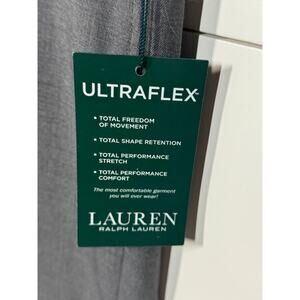 ULTRAFLEX
• TOTAL FREEDOM
OF MOVEMENT
• TOTAL SHAPE RETENTION
• TOTAL PERFORMANCE
STRETCH
• TOTAL PERFORMANCE
COMFORT
The most comfortable garment
you will ever wear!
LAUREN
RALPH LAUREN